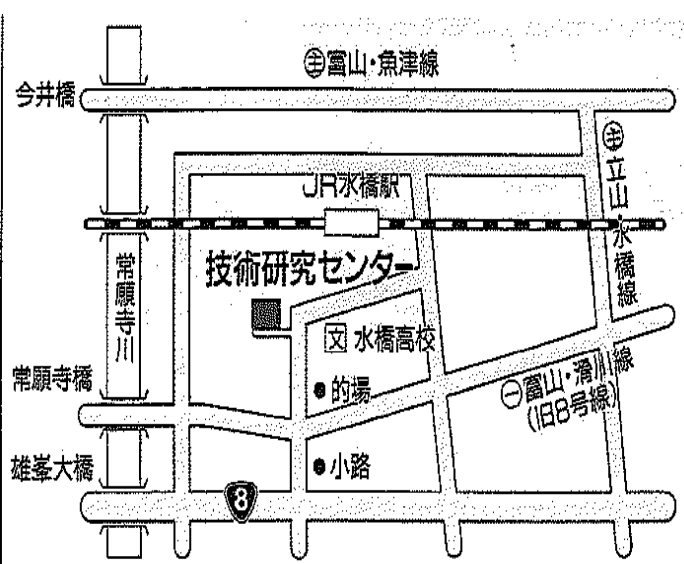 ㊤富山・魚津線
今井橋
㊤立山・水橋線
JR水橋駅
技術研究センター
常願寺川
文 水橋高校
常願寺橋
的場
㊀富山・滑川線
(旧8号線)
雄峯大橋
小路
8